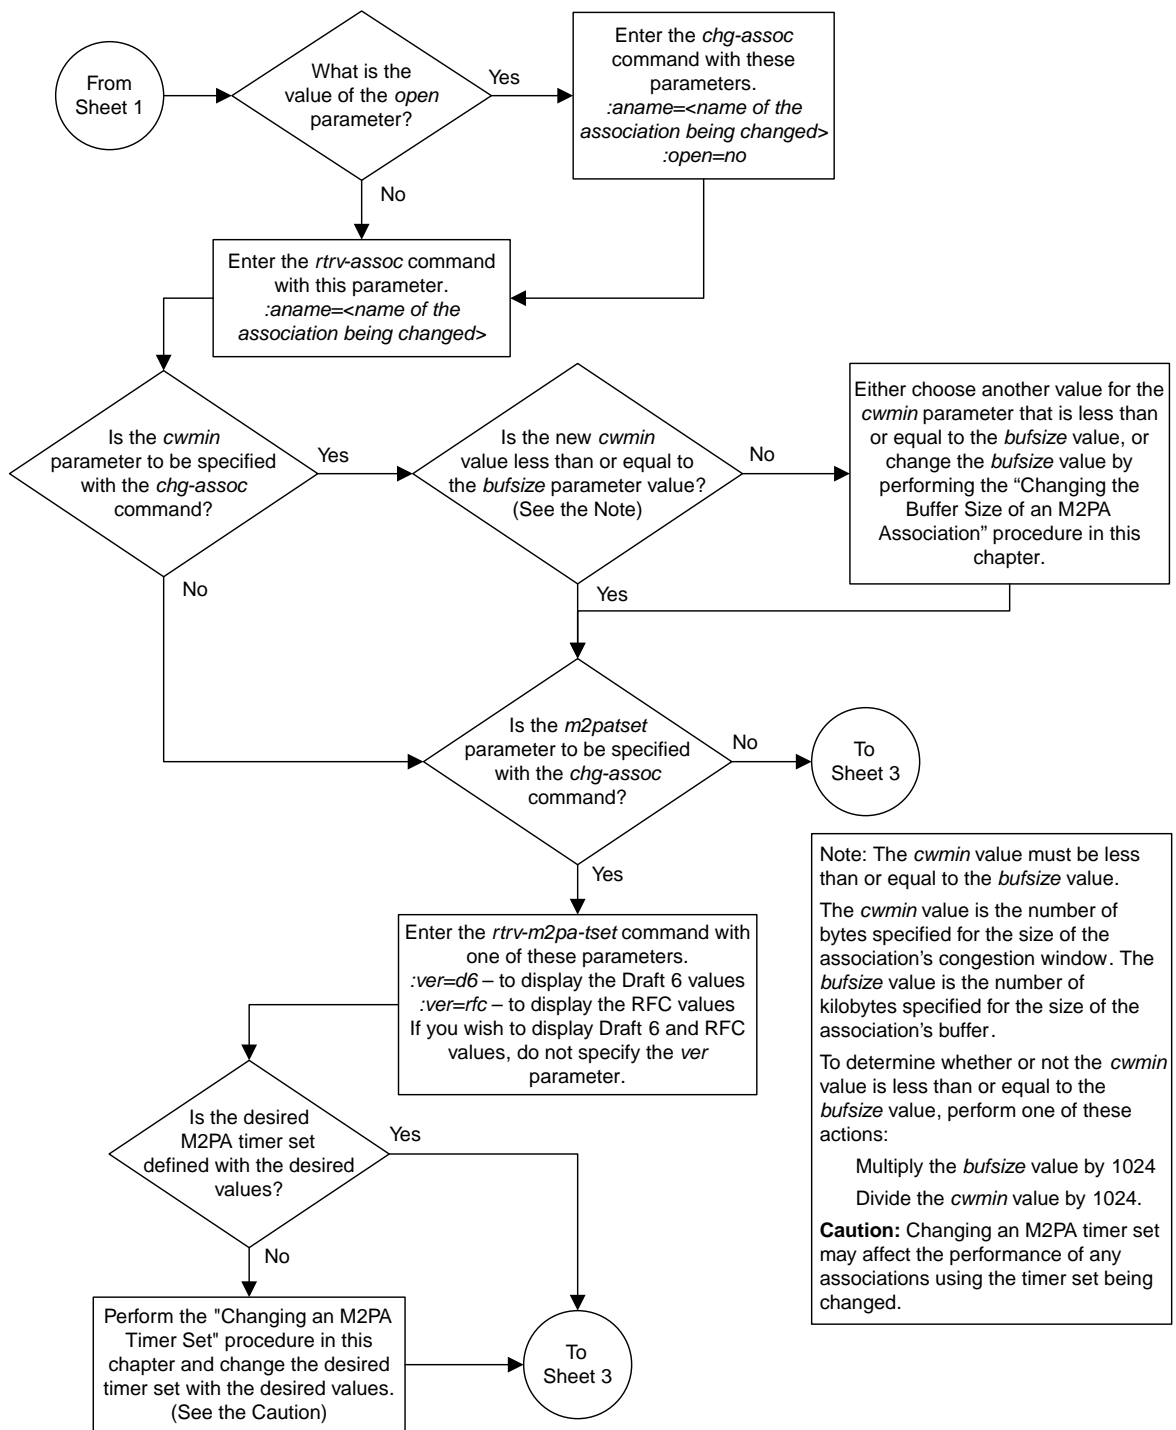 From
Sheet 1
What is the
value of the open
parameter?
Yes
Enter the chg-assoc
command with these
parameters.
:aname=<name of the
association being changed>
:open=no
No
Enter the rtrv-assoc command
with this parameter.
:aname=<name of the
association being changed>
Is the cwmin
parameter to be specified
with the chg-assoc
command?
Yes
Is the new cwmin
value less than or equal to
the bufsize parameter value?
(See the Note)
No
Either choose another value for the
cwmin parameter that is less than
or equal to the bufsize value, or
change the bufsize value by
performing the “Changing the
Buffer Size of an M2PA
Association” procedure in this
chapter.
No
Yes
Is the m2patset
parameter to be specified
with the chg-assoc
command?
No
To
Sheet 3
Yes
Enter the rtrv-m2pa-tset command with
one of these parameters.
:ver=d6 – to display the Draft 6 values
:ver=rfc – to display the RFC values
If you wish to display Draft 6 and RFC
values, do not specify the ver
parameter.
Is the desired
M2PA timer set
defined with the desired
values?
Yes
No
Perform the "Changing an M2PA
Timer Set" procedure in this
chapter and change the desired
timer set with the desired values.
(See the Caution)
To
Sheet 3
Note: The cwmin value must be less
than or equal to the bufsize value.
The cwmin value is the number of
bytes specified for the size of the
association’s congestion window. The
bufsize value is the number of
kilobytes specified for the size of the
association’s buffer.
To determine whether or not the cwmin
value is less than or equal to the
bufsize value, perform one of these
actions:
Multiply the bufsize value by 1024
Divide the cwmin value by 1024.
Caution: Changing an M2PA timer set
may affect the performance of any
associations using the timer set being
changed.